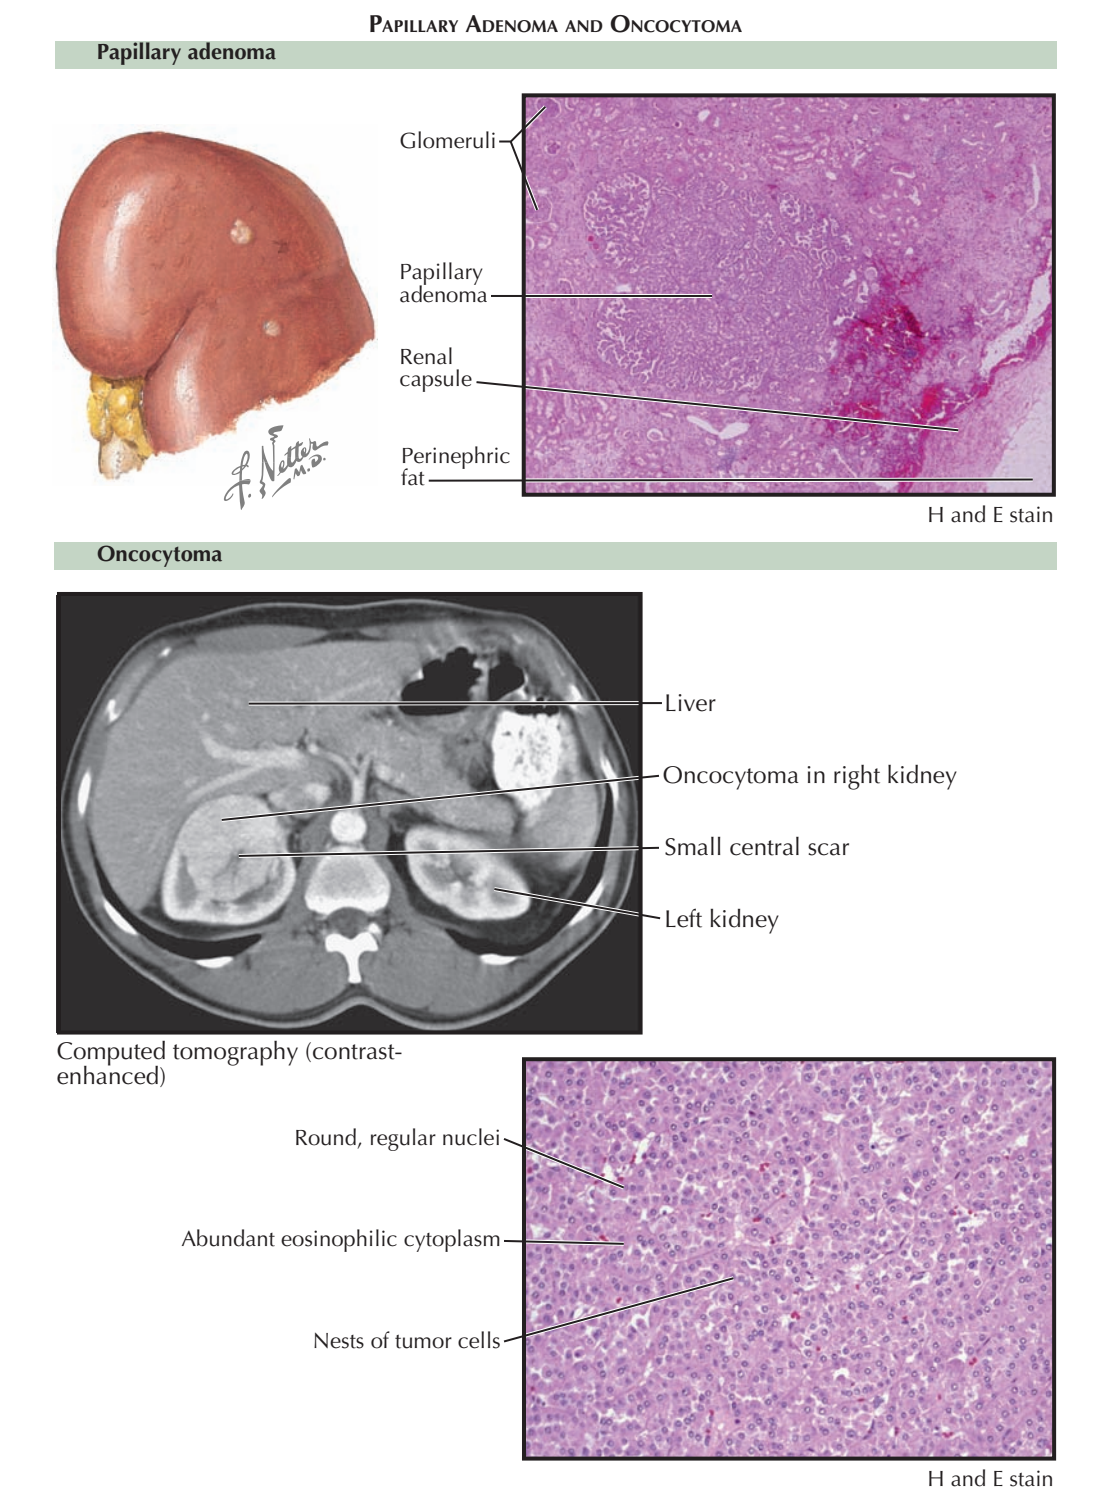 PAPILLARY ADENOMA AND ONCOCYTOMA
Papillary adenoma
Glomeruli
Papillary
adenoma
Renal
capsule
Perinephric
fat
F. Netter
M.D.
H and E stain
Oncocytoma
Liver
Oncocytoma in right kidney
Small central scar
Left kidney
Computed tomography (contrast-
enhanced)
Round, regular nuclei
Abundant eosinophilic cytoplasm
Nests of tumor cells
H and E stain